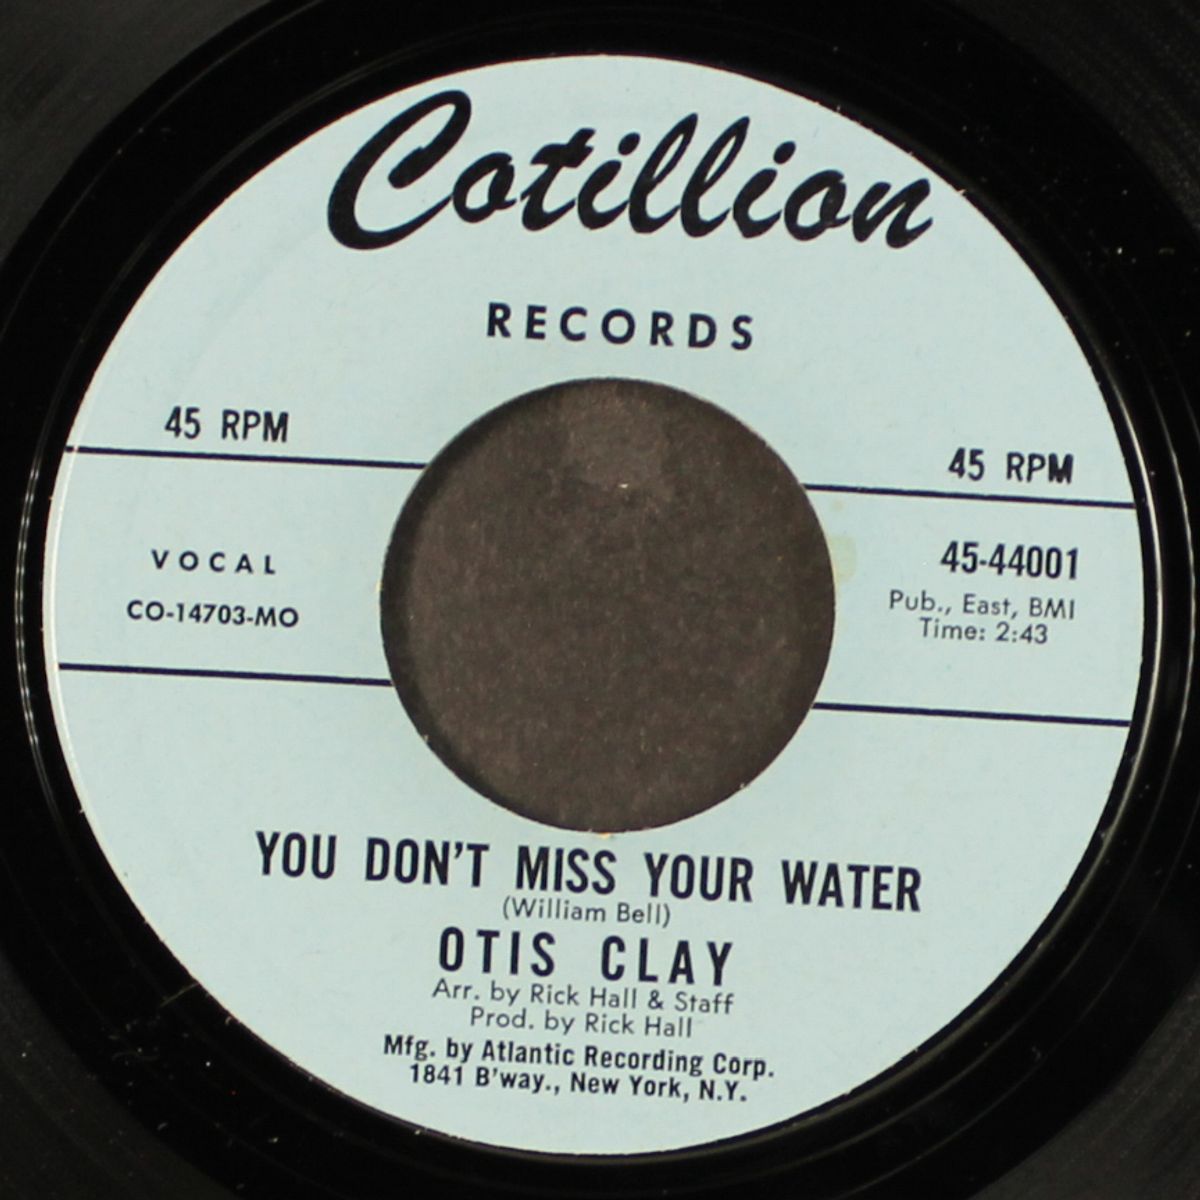 Cotillion
RECORDS
45 RPM
45 RPM
VOCAL
CO-14703-MO
45-44001
Pub., East, BMI
Time: 2:43
YOU DON'T MISS YOUR WATER
(William Bell)
OTIS CLAY
Arr. by Rick Hall & Staff
Prod. by Rick Hall
Mfg. by Atlantic Recording Corp.
1841 B'way., New York, N.Y.